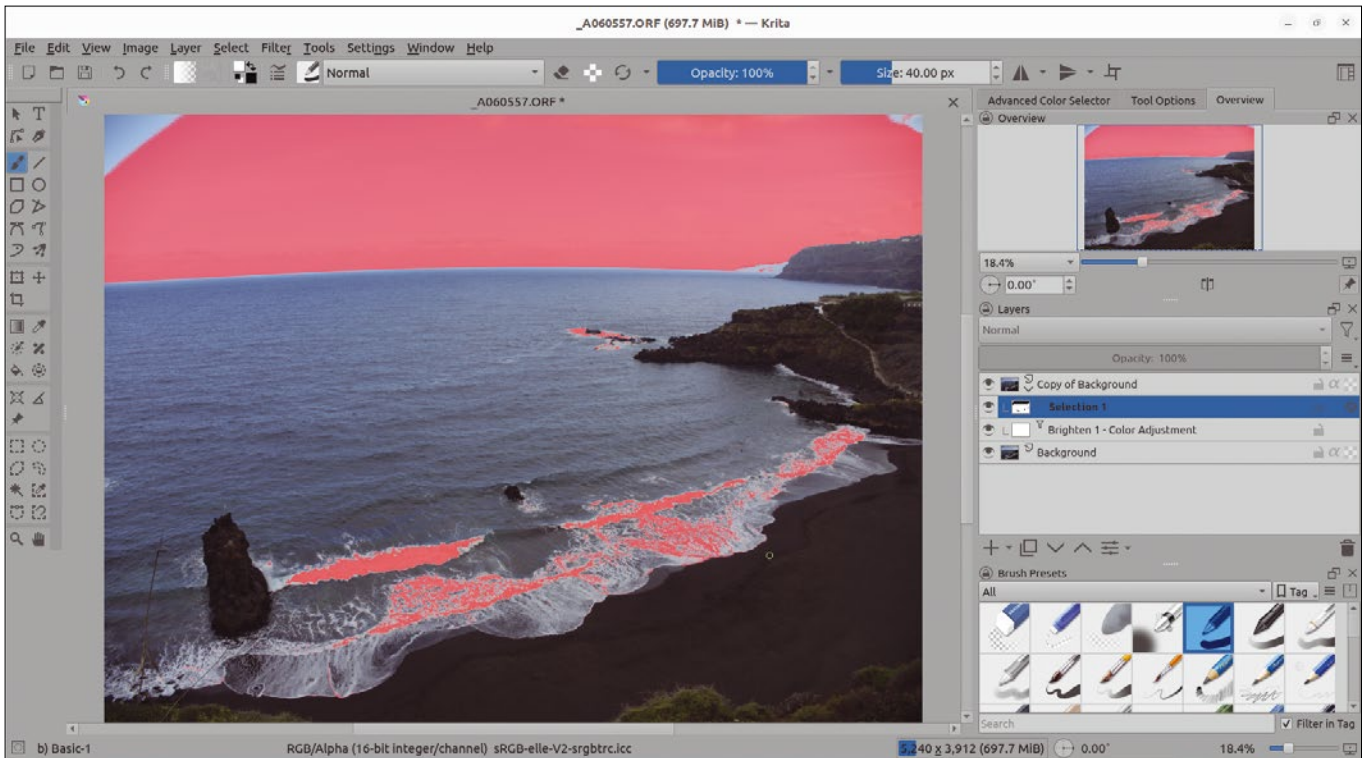 _A060557.ORF (697.7 MiB) * — Krita
File Edit View Image Layer Select Filter Tools Settings Window Help
Normal Opacity: 100% Size: 40.00 px
_A060557.ORF *
Advanced Color Selector Tool Options Overview
Overview
18.4%
0.00°
Layers
Normal
Opacity: 100%
Copy of Background
Selection 1
Brighten 1 - Color Adjustment
Background
Brush Presets
All Tag
Search Filter in Tag
b) Basic-1 RGB/Alpha (16-bit integer/channel) sRGB-elle-V2-srgbtrc.icc 5,240 x 3,912 (697.7 MiB) 0.00° 18.4%